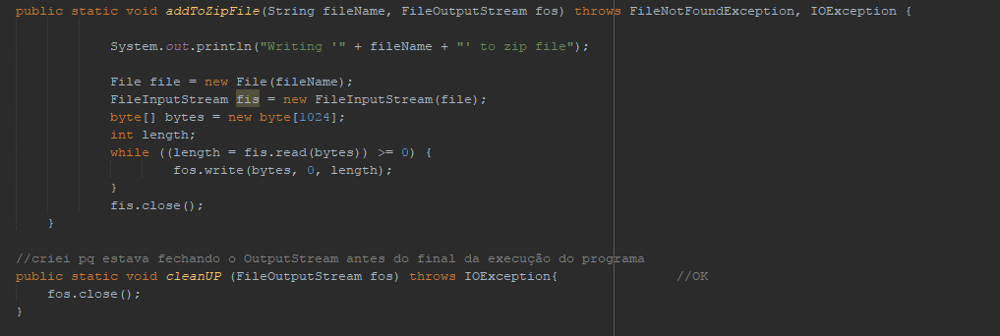 public static void addToZipFile(String fileName, FileOutputStream fos) throws FileNotFoundException, IOException {
System.out.println("Writing '" + fileName + "' to zip file");
File file = new File(fileName);
FileInputStream fis = new FileInputStream(file);
byte[] bytes = new byte[1024];
int length;
while ((length = fis.read(bytes)) >= 0) {
fos.write(bytes, 0, length);
}
fis.close();
}
//criei pq estava fechando o OutputStream antes do final da execução do programa
public static void cleanUP (FileOutputStream fos) throws IOException{ //OK
fos.close();
}